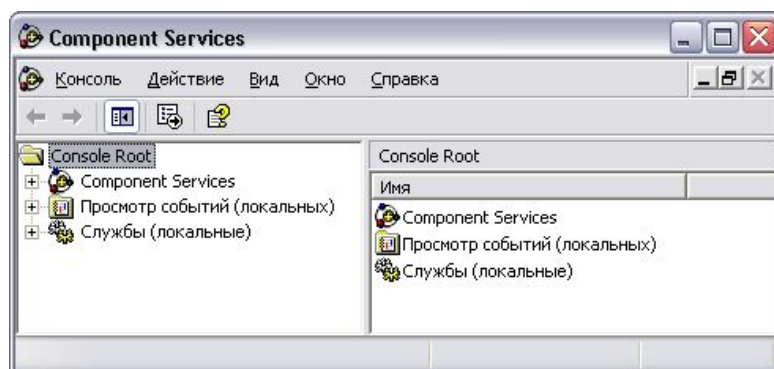 Component Services
Консоль Действие Вид Окно Справка
Console Root
Component Services
Просмотр событий (локальных)
Службы (локальные)
Console Root
Имя
Component Services
Просмотр событий (локальных)
Службы (локальные)